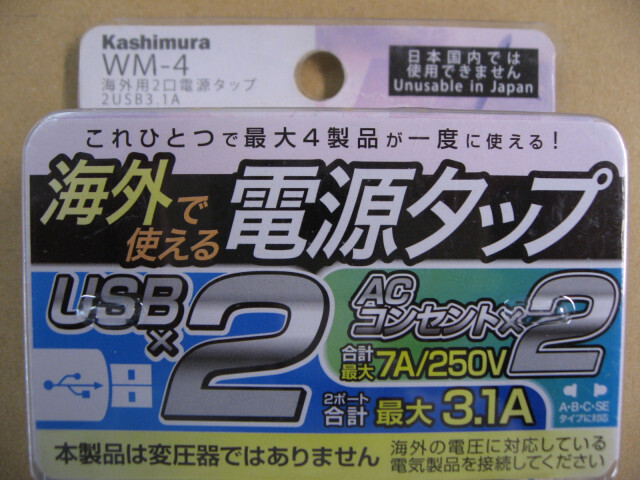 Kashimura
WM-4
海外用2口電源タップ
2USB3.1A
日本国内では
使用できません
Unusable in Japan
これひとつで最大4製品が一度に使える!
海外で使える電源タップ
USB×2
ACコンセント×2
合計最大7A/250V
2ポート合計 最大 3.1A
A・B・C・SE
タイプに対応
本製品は変圧器ではありません
海外の電圧に対応している
電気製品を接続してください